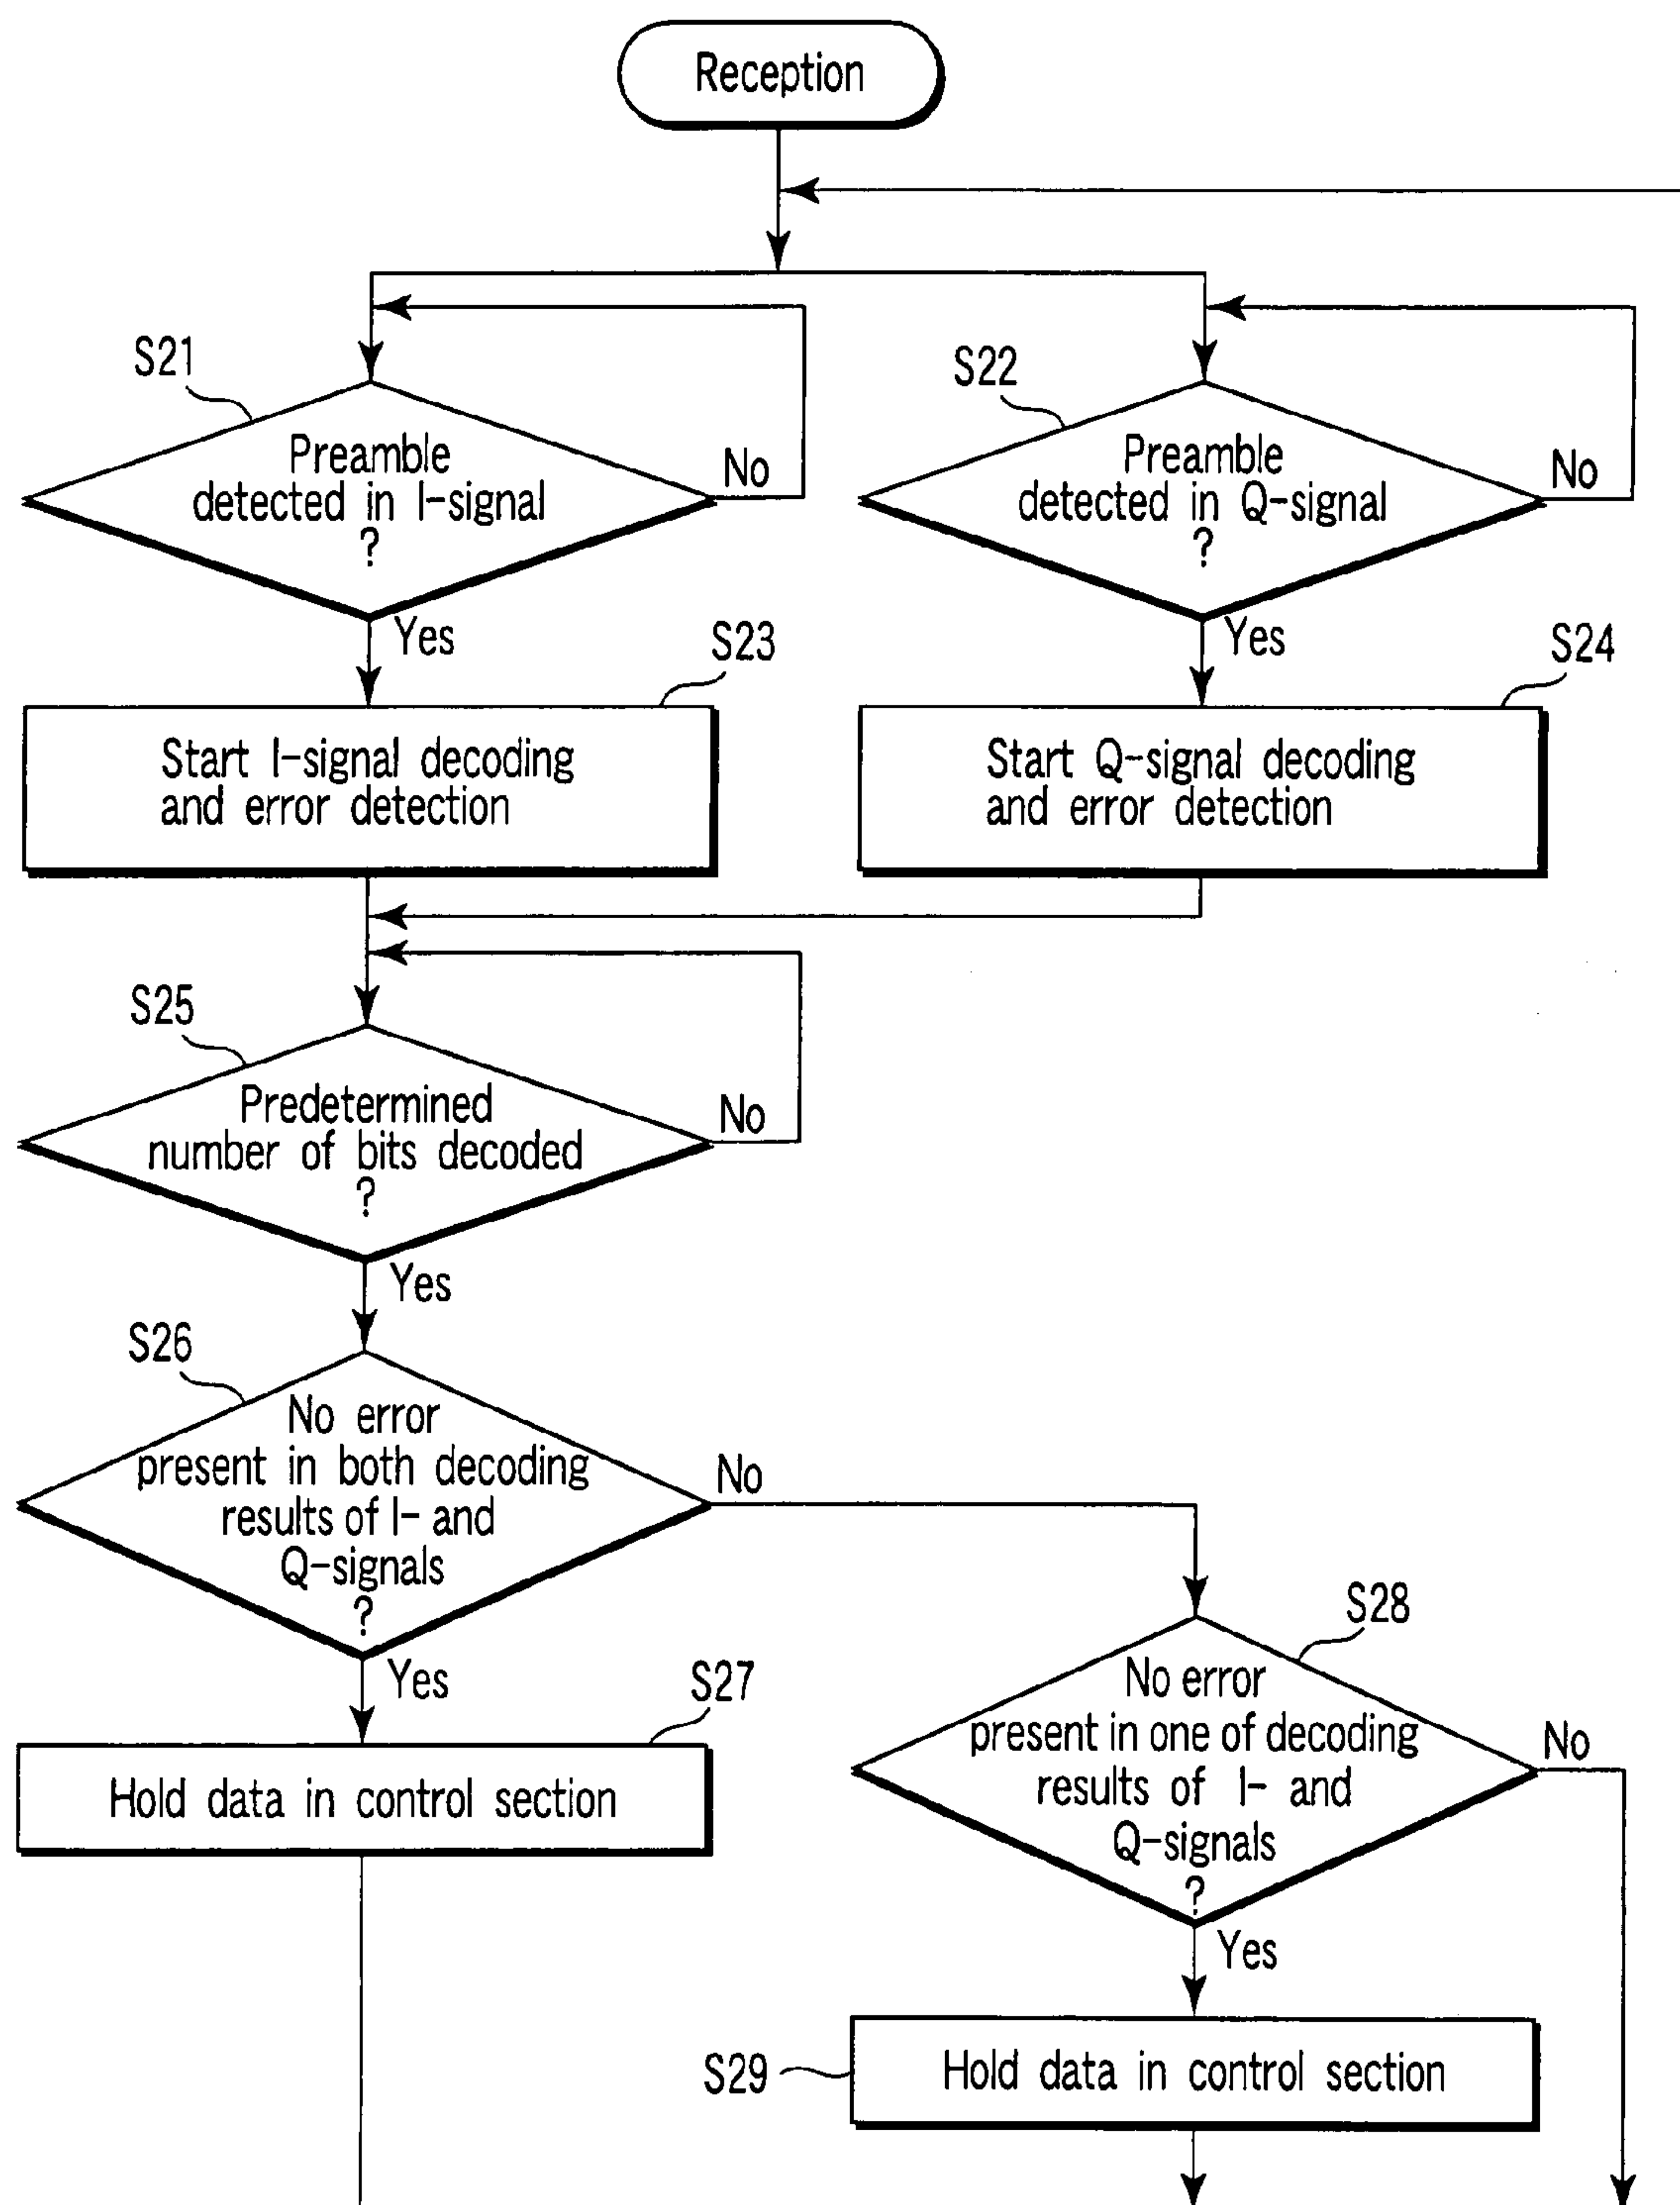 Reception
S21
Preamble
detected in I-signal
?
No
Yes
S22
Preamble
detected in Q-signal
?
No
Yes
S23
Start I-signal decoding
and error detection
S24
Start Q-signal decoding
and error detection
S25
Predetermined
number of bits decoded
?
No
Yes
S26
No error
present in both decoding
results of I- and
Q-signals
?
No
Yes
S27
Hold data in control section
S28
No error
present in one of decoding
results of I- and
Q-signals
?
No
Yes
S29
Hold data in control section